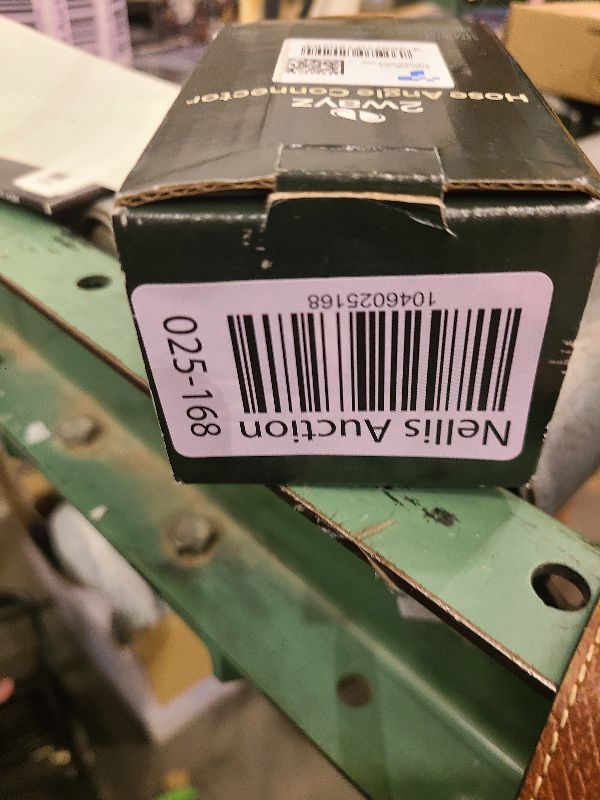 2wayz
Hose Angle Connector
Nellis Auction
1046025168
025-168